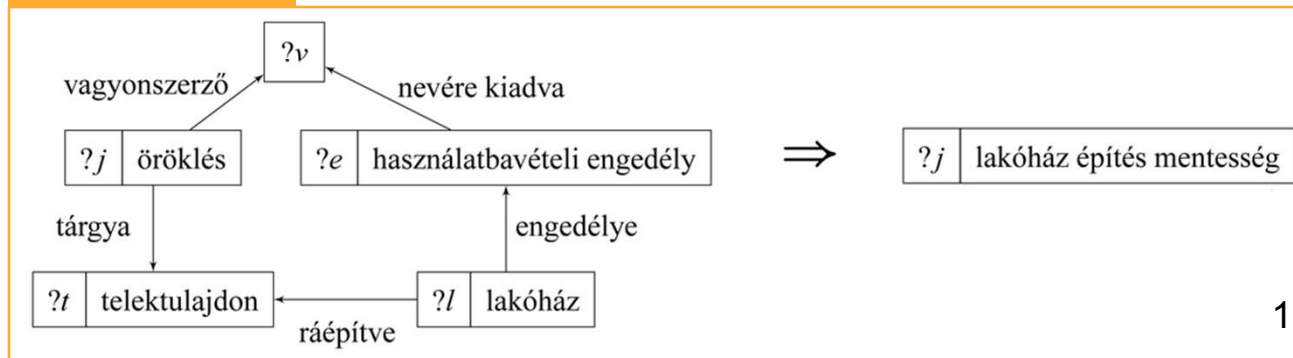 ?v
vagyonszerző
nevére kiadva
?j öröklés
?e használatbavételi engedély
⇒
?j lakóház építés mentesség
tárgya
engedélye
?t telektulajdon
?l lakóház
ráépítve
1